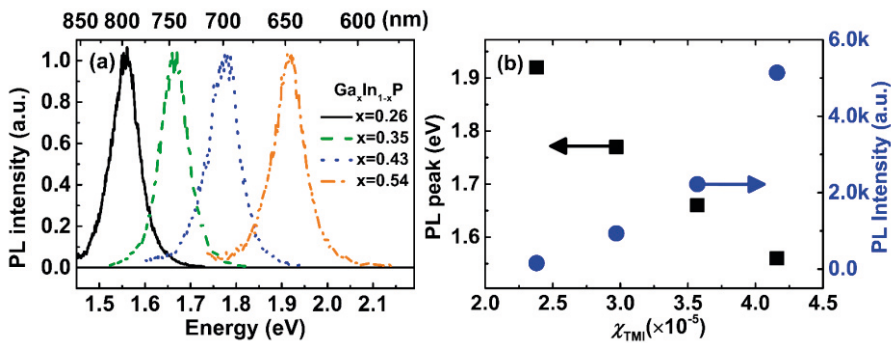 850 800 750 700 650 600 (nm)
(a)
Ga_xIn_{1-x}P
x=0.26
x=0.35
x=0.43
x=0.54
1.0
0.8
0.6
0.4
0.2
0.0
PL intensity (a.u.)
1.5 1.6 1.7 1.8 1.9 2.0 2.1
Energy (eV)
(b)
1.9
1.8
1.7
1.6
PL peak (eV)
6.0k
4.0k
2.0k
0.0
PL Intensity (a.u.)
2.0 2.5 3.0 3.5 4.0 4.5
χ_TMI(×10⁻⁵)